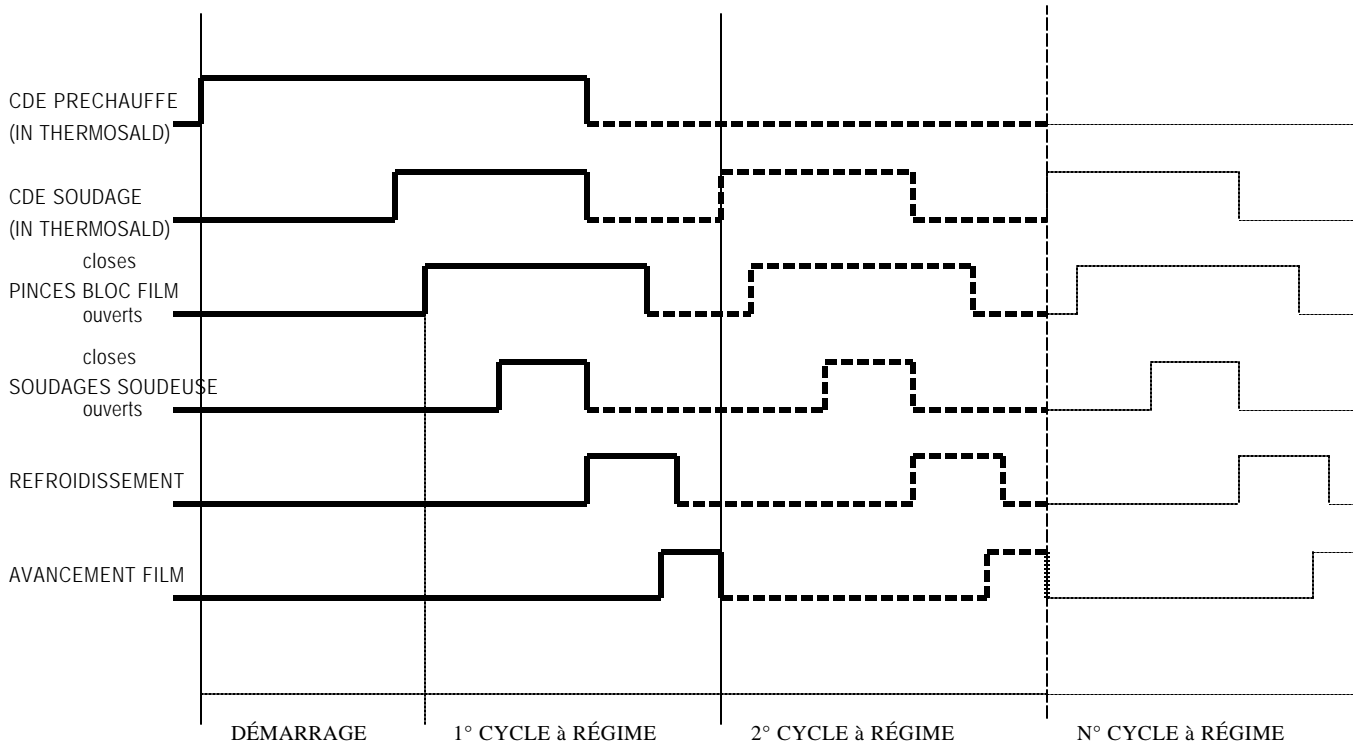 CDE PRECHAUFFE
(IN THERMOSALD)
CDE SOUDAGE
(IN THERMOSALD)
closes
PINCES BLOC FILM
ouverts
closes
SOUDAGES SOUDEUSE
ouverts
REFROIDISSEMENT
AVANCEMENT FILM
DÉMARRAGE 1° CYCLE à RÉGIME 2° CYCLE à RÉGIME N° CYCLE à RÉGIME